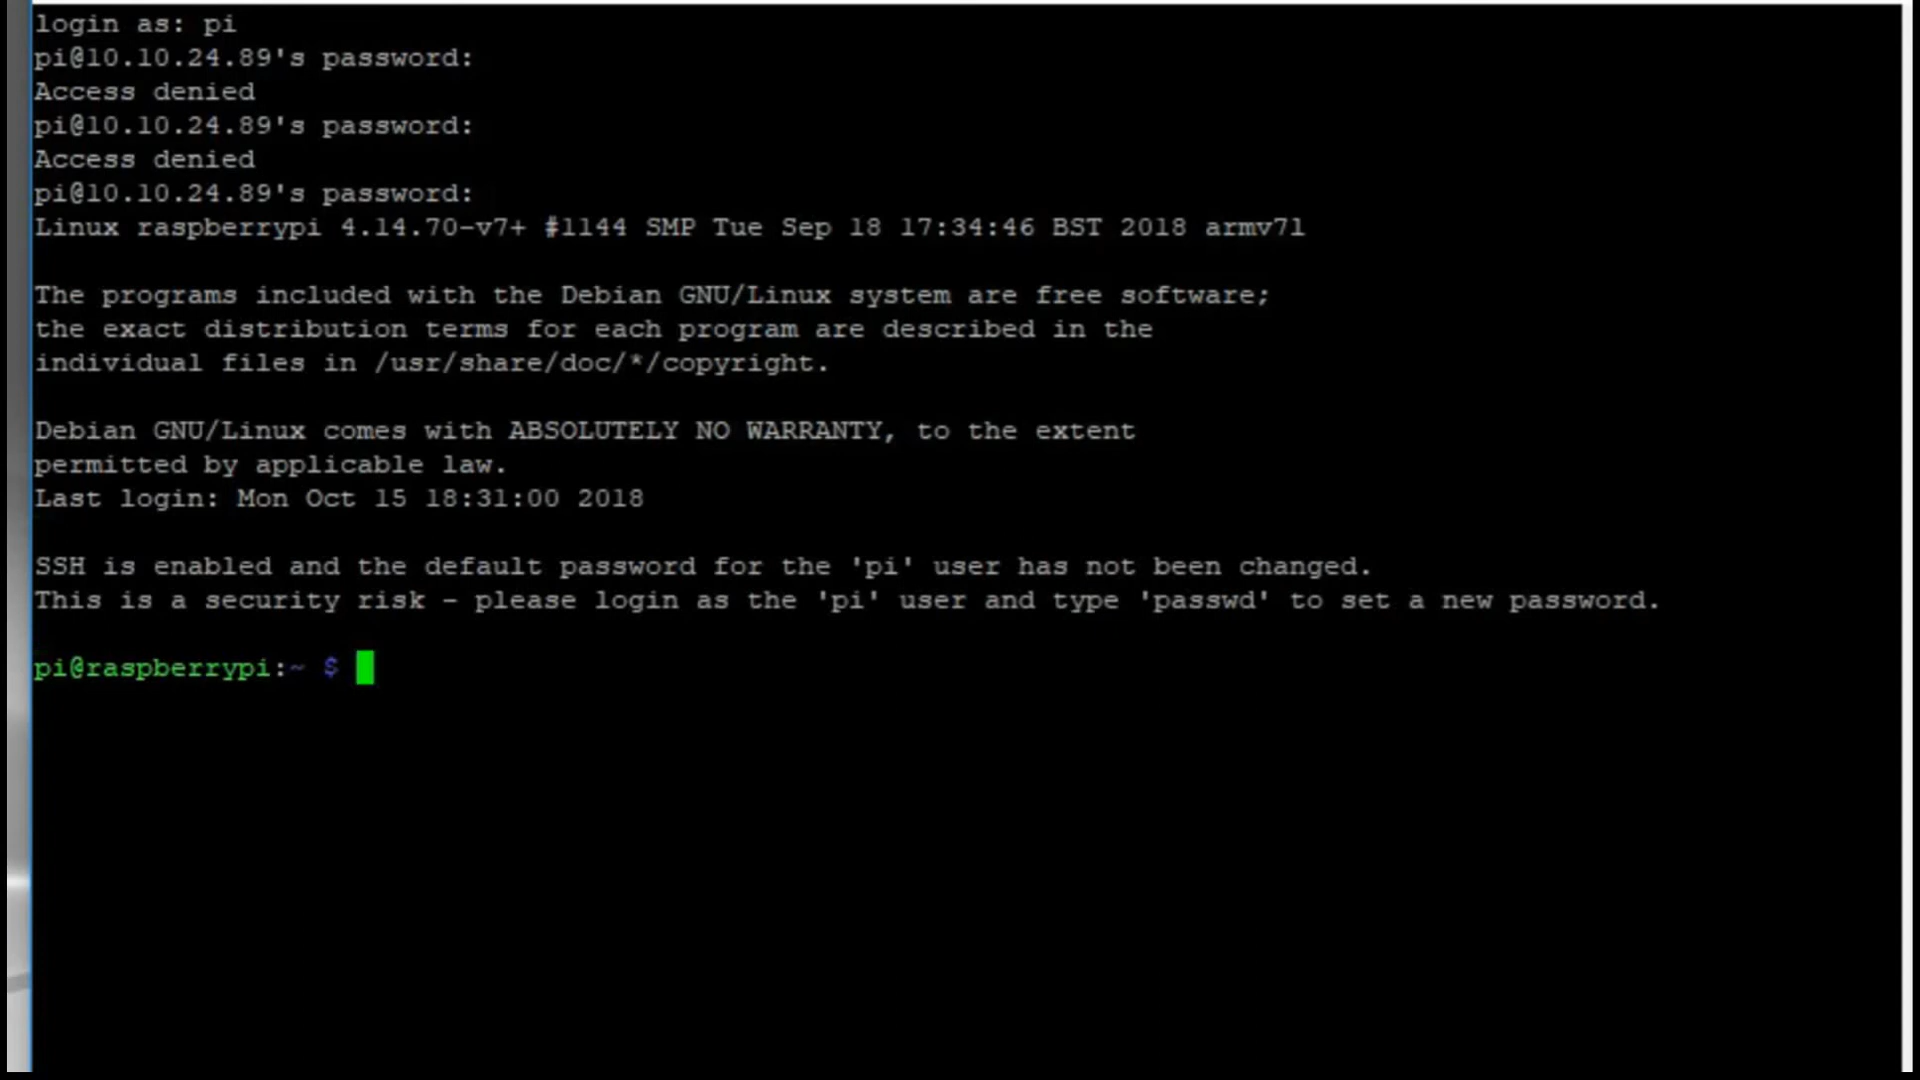 login as: pi
pi@10.10.24.89's password:
Access denied
pi@10.10.24.89's password:
Access denied
pi@10.10.24.89's password:
Linux raspberrypi 4.14.70-v7+ #1144 SMP Tue Sep 18 17:34:46 BST 2018 armv7l
The programs included with the Debian GNU/Linux system are free software;
the exact distribution terms for each program are described in the
individual files in /usr/share/doc/*/copyright.
Debian GNU/Linux comes with ABSOLUTELY NO WARRANTY, to the extent
permitted by applicable law.
Last login: Mon Oct 15 18:31:00 2018
SSH is enabled and the default password for the 'pi' user has not been changed.
This is a security risk - please login as the 'pi' user and type 'passwd' to set a new password.
pi@raspberrypi:~ $